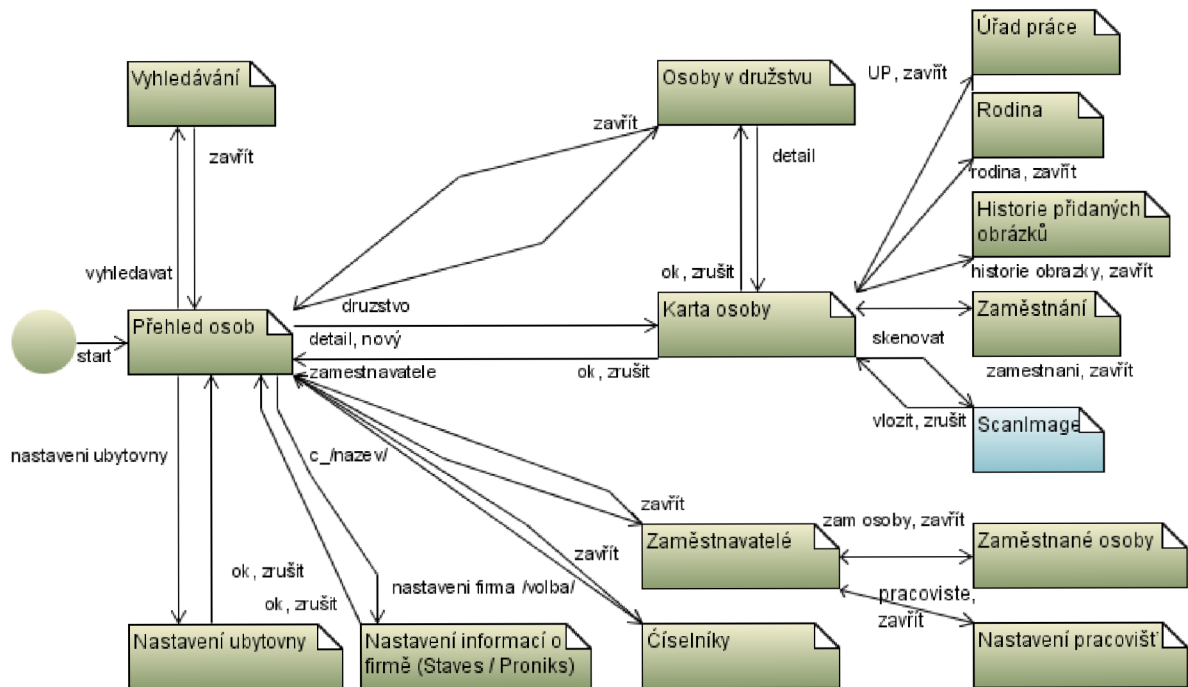 Úřad práce
Vyhledávání
Osoby v družstvu
UP, zavřít
Rodina
zavřít
zavřít
detail
rodina, zavřít
Historie přidaných
obrázků
vyhledavat
ok, zrušit
historie obrazky, zavřít
druzstvo
Přehled osob
Karta osoby
Zaměstnání
start
detail, nový
skenovat
zamestnavatele
ok, zrušit
zamestnani, zavřít
vlozit, zrušit
ScanImage
nastaveni ubytovny
c_/nazev/
zavřít
zam osoby, zavřít
Zaměstnavatelé
Zaměstnané osoby
zavřít
ok, zrušit
nastaveni firma /volba/
pracoviste,
zavřít
ok, zrušit
Nastavení ubytovny
Nastavení informací o
firmě (Staves / Proniks)
Číselníky
Nastavení pracovišť